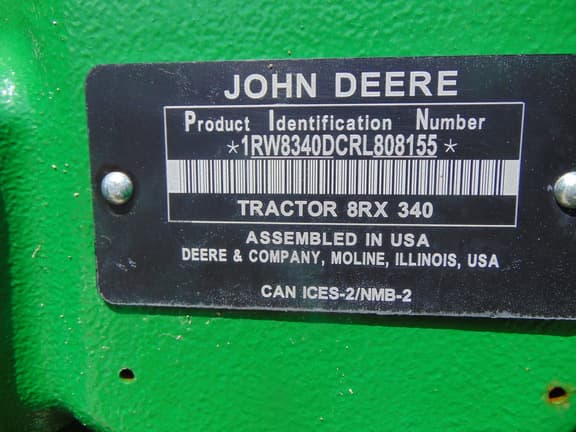 JOHN DEERE
Product Identification Number
*1RW8340DCRL808155*
TRACTOR 8RX 340
ASSEMBLED IN USA
DEERE & COMPANY, MOLINE, ILLINOIS, USA
CAN ICES-2/NMB-2